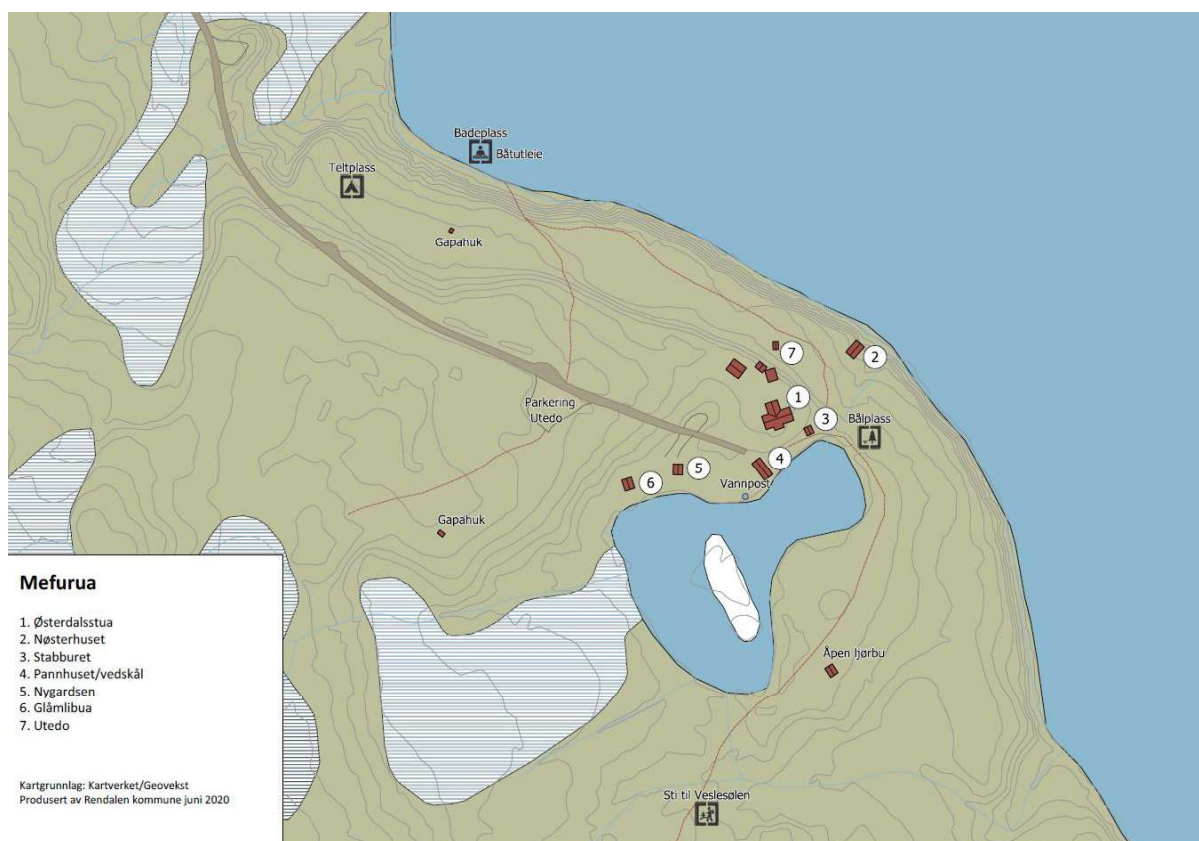 Badeplass
Båtutleie
Teltplass
Gapahuk
7
2
1
Parkering
Utedo
3
Bålplass
4
5
6
Vannpost
Gapahuk
Mefurua
1. Østerdalsstua
2. Nøsterhuset
3. Stabburet
4. Pannhuset/vedskål
5. Nygardsen
6. Glåmlibua
7. Utedo
Kartgrunnlag: Kartverket/Geovekst
Produsert av Rendalen kommune juni 2020
Åpen Ijørbu
Sti til Veslesølen